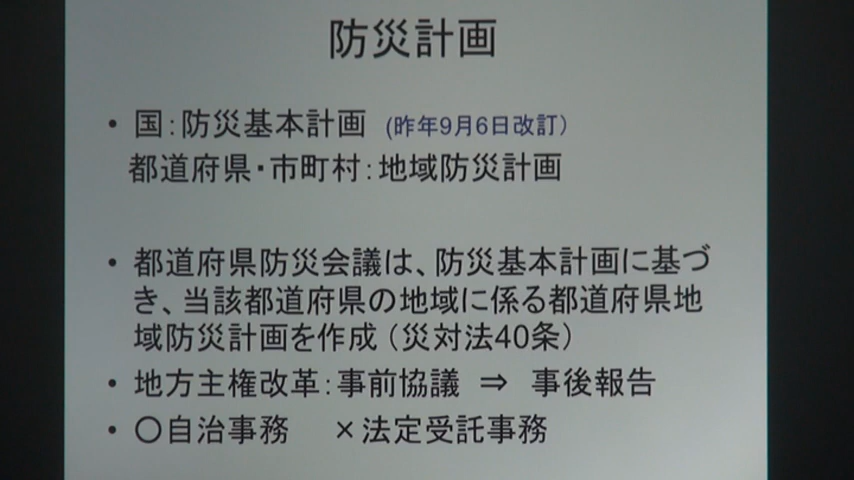 防災計画
• 国：防災基本計画 (昨年9月6日改訂）
都道府県・市町村：地域防災計画
• 都道府県防災会議は、防災基本計画に基づ
き、当該都道府県の地域に係る都道府県地
域防災計画を作成（災対法40条）
• 地方主権改革：事前協議 ⇒ 事後報告
• ○自治事務 ×法定受託事務